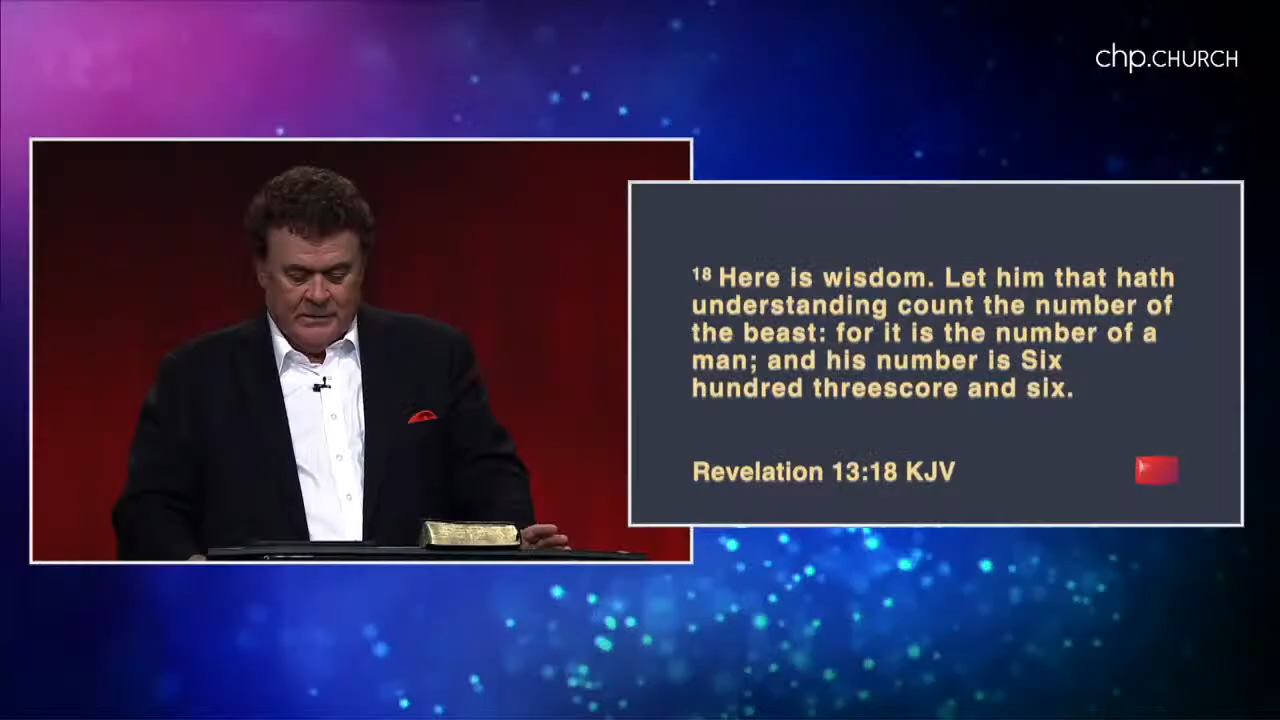 chp.CHURCH
18 Here is wisdom. Let him that hath
understanding count the number of
the beast: for it is the number of a
man; and his number is Six
hundred threescore and six.
Revelation 13:18 KJV